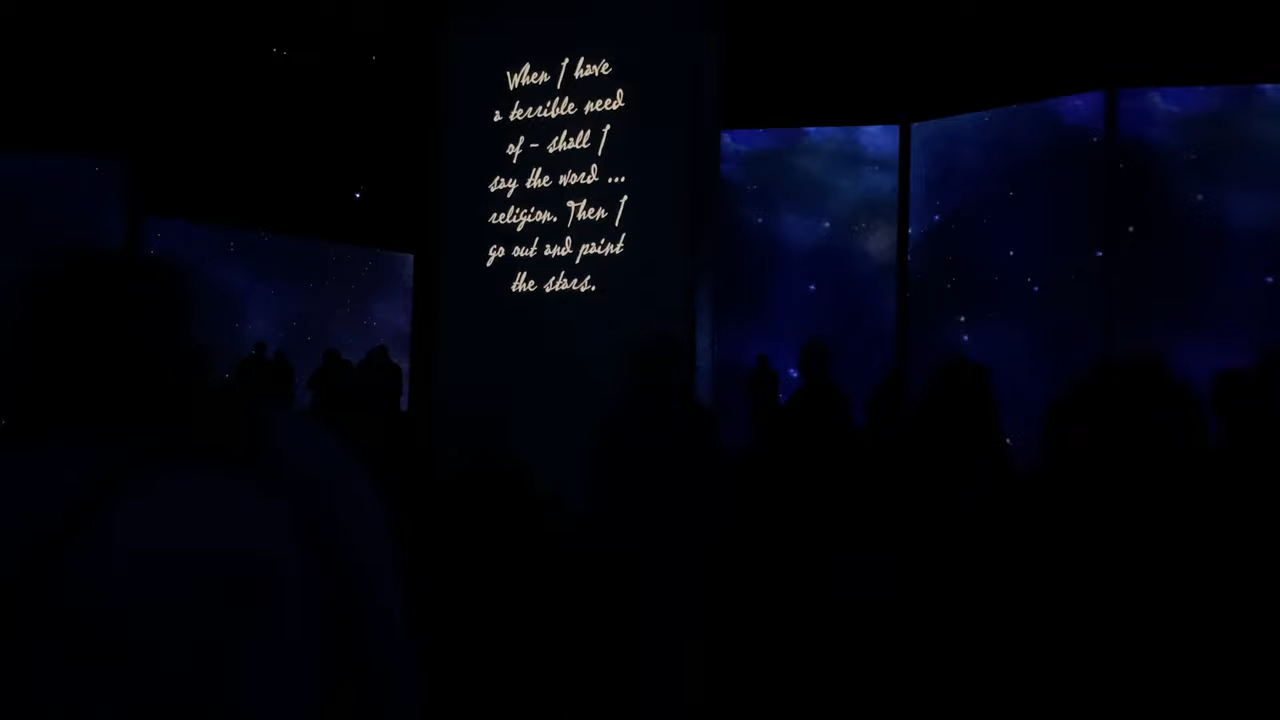 When I have
a terrible need
of - shall I
say the word ...
religion. Then I
go out and paint
the stars.